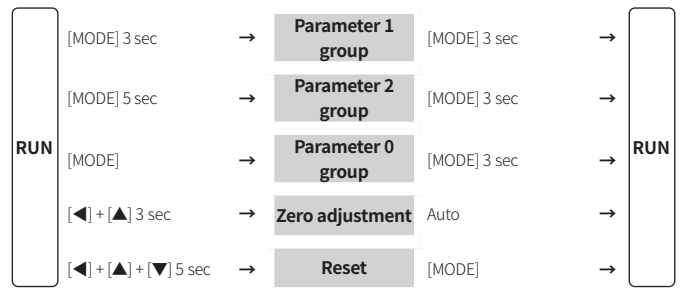 [MODE] 3 sec → Parameter 1 group [MODE] 3 sec →
[MODE] 5 sec → Parameter 2 group [MODE] 3 sec →
RUN [MODE] → Parameter 0 group [MODE] 3 sec → RUN
[◀] + [▲] 3 sec → Zero adjustment Auto →
[◀] + [▲] + [▼] 5 sec → Reset [MODE] →